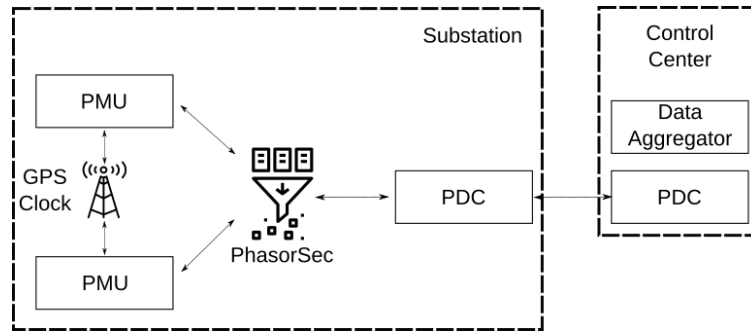 Substation
Control
Center
PMU
Data
Aggregator
GPS
Clock
PDC
PDC
PhasorSec
PMU